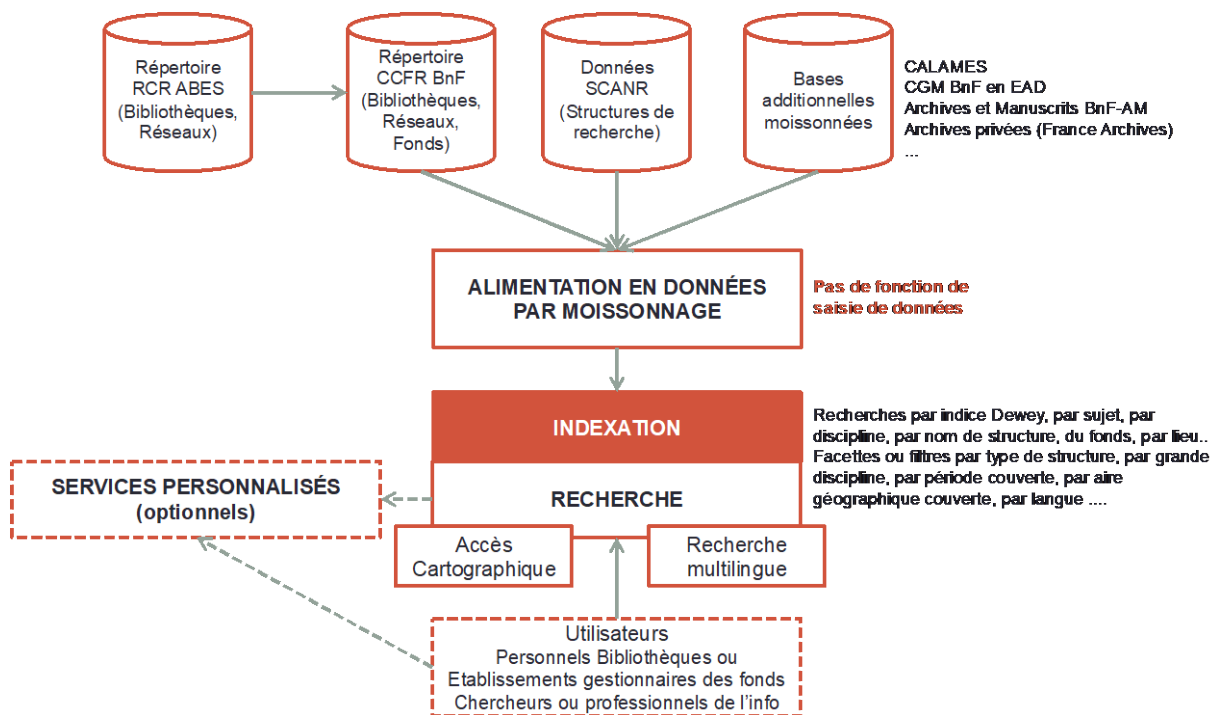 Répertoire
RCR ABES
(Bibliothèques,
Réseaux)
Répertoire
CCFR BnF
(Bibliothèques,
Réseaux,
Fonds)
Données
SCANR
(Structures de
recherche)
Bases
additionnelles
moissonnées
CALAMES
CGM BnF en EAD
Archives et Manuscrits BnF-AM
Archives privées (France Archives)
...
ALIMENTATION EN DONNÉES
PAR MOISSONNAGE
Pas de fonction de
saisie de données
INDEXATION
RECHERCHE
Recherches par indice Dewey, par sujet, par
discipline, par nom de structure, du fonds, par lieu..
Facettes ou filtres par type de structure, par grande
discipline, par période couverte, par aire
géographique couverte, par langue ....
SERVICES PERSONNALISÉS
(optionnels)
Accès
Cartographique
Recherche
multilingue
Utilisateurs
Personnels Bibliothèques ou
Etablissements gestionnaires des fonds
Chercheurs ou professionnels de l'info